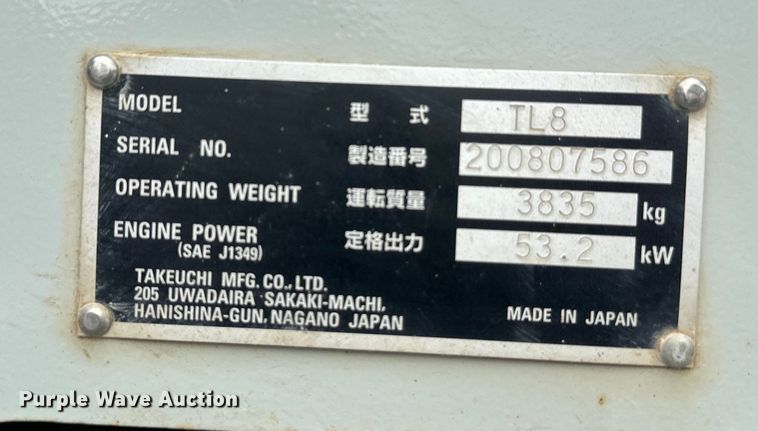 MODEL 型式 TL8
SERIAL NO. 製造番号 200807586
OPERATING WEIGHT 運転質量 3835 kg
ENGINE POWER 定格出力 53.2 kW
(SAE J1349)
TAKEUCHI MFG. CO., LTD.
205 UWADAIRA SAKAKI-MACHI,
HANISHINA-GUN, NAGANO JAPAN MADE IN JAPAN
Purple Wave Auction